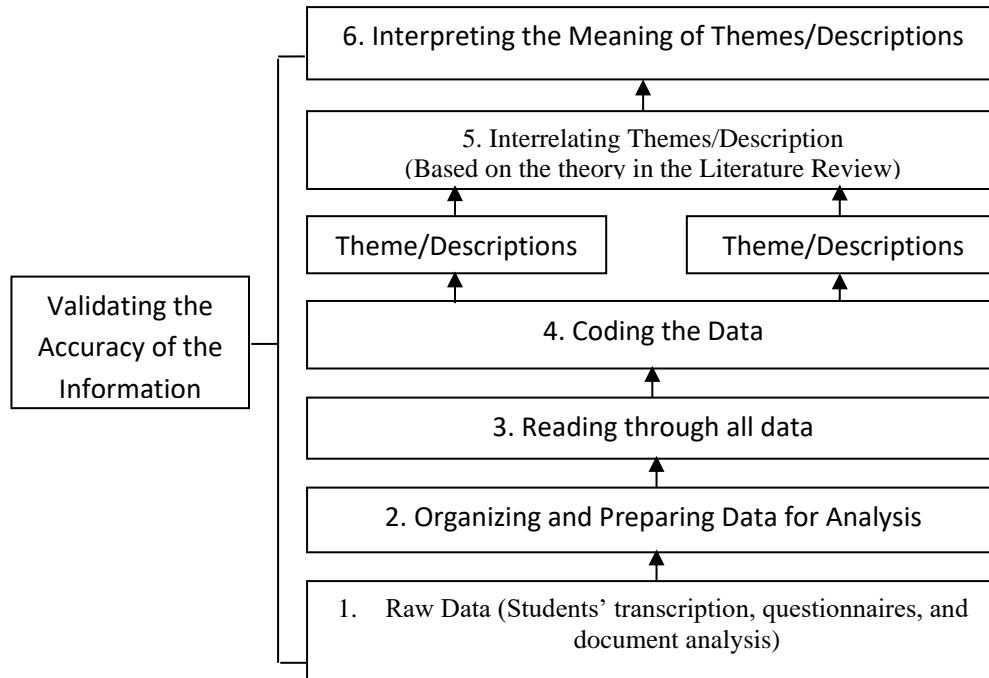 6. Interpreting the Meaning of Themes/Descriptions
5. Interrelating Themes/Description
(Based on the theory in the Literature Review)
Theme/Descriptions
Theme/Descriptions
Validating the
Accuracy of the
Information
4. Coding the Data
3. Reading through all data
2. Organizing and Preparing Data for Analysis
1. Raw Data (Students’ transcription, questionnaires, and
document analysis)